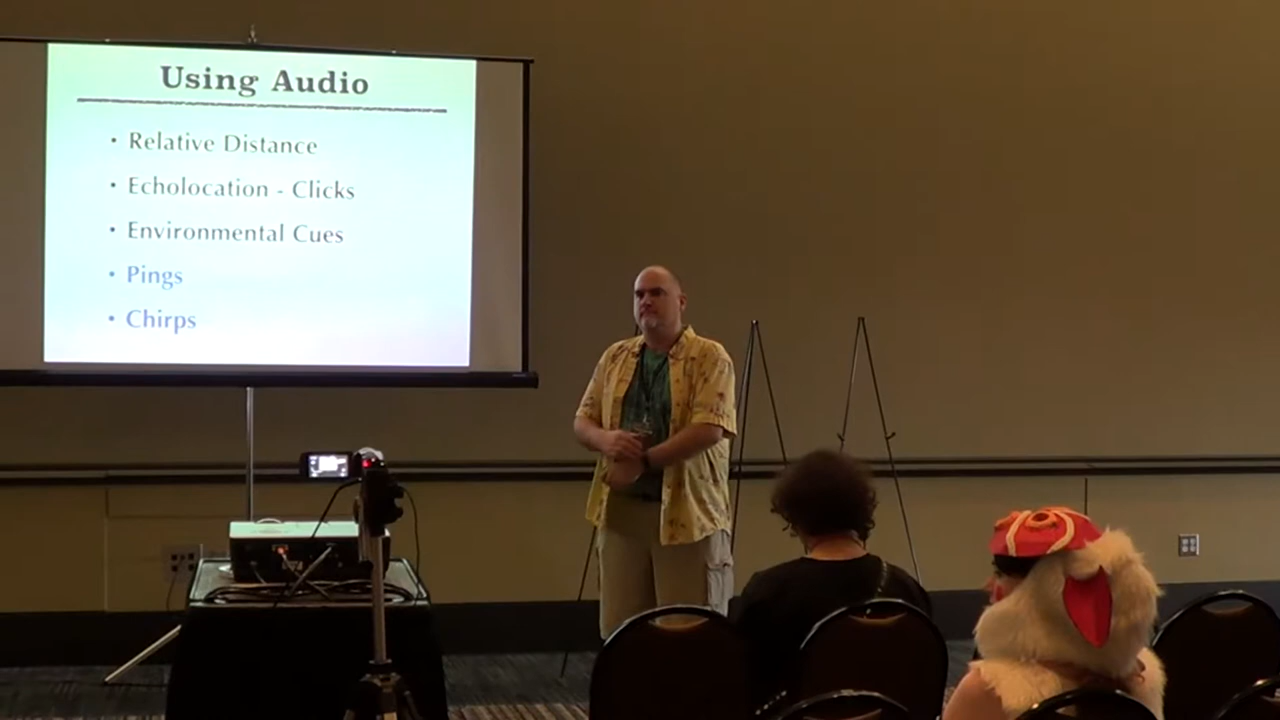 Using Audio
• Relative Distance
• Echolocation - Clicks
• Environmental Cues
• Pings
• Chirps